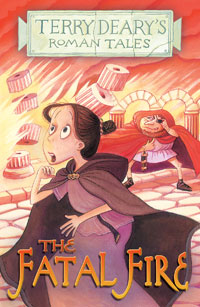 TERRY DEARY'S
ROMAN TALES
THE
FATAL FIRE